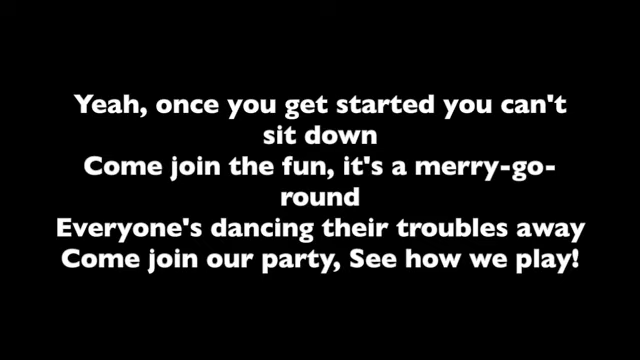 Yeah, once you get started you can't
sit down
Come join the fun, it's a merry-go-
round
Everyone's dancing their troubles away
Come join our party, See how we play!